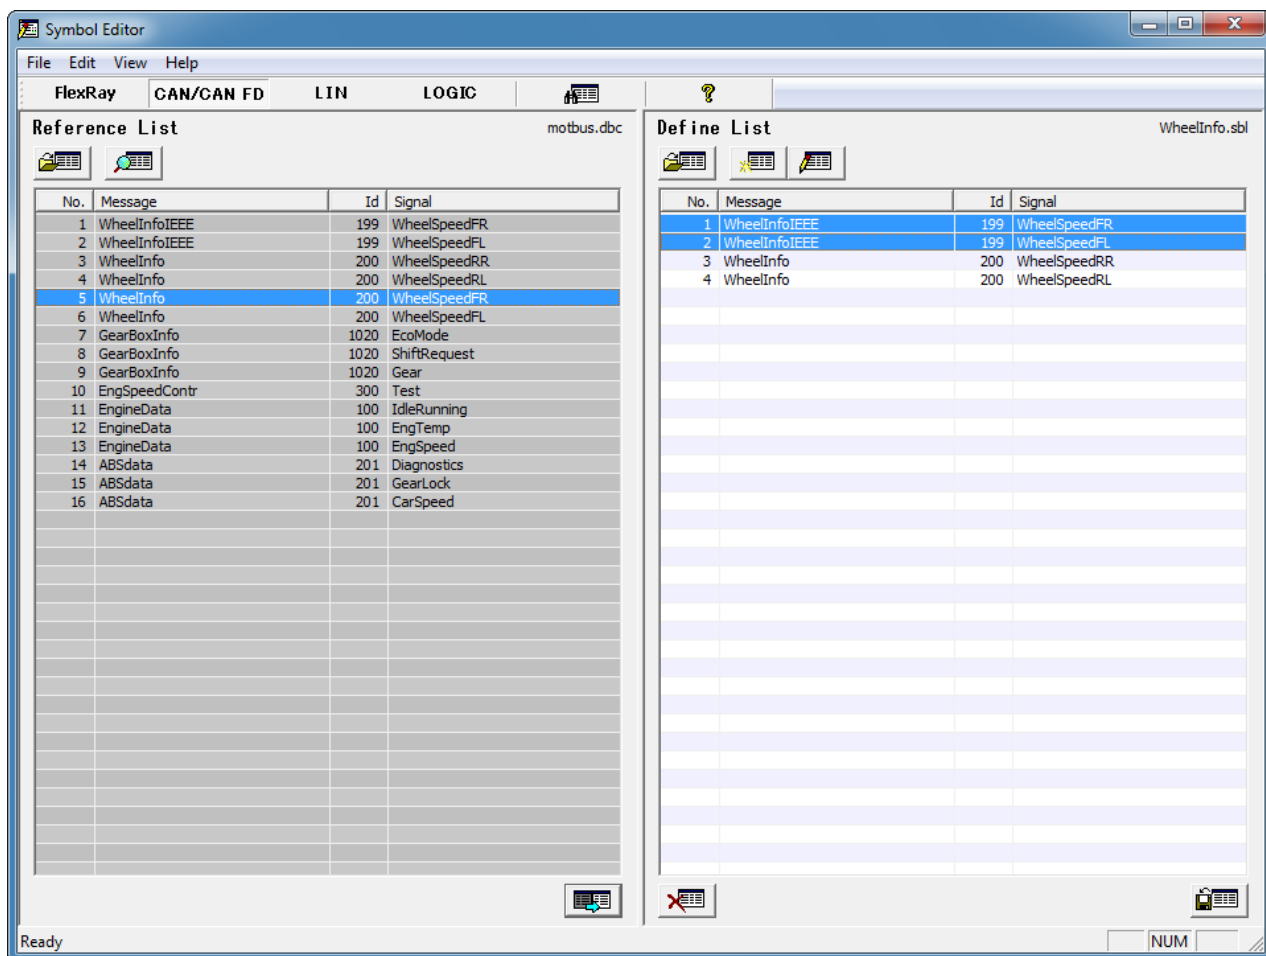 Symbol Editor
File Edit View Help
FlexRay CAN/CAN FD LIN LOGIC ?
Reference List motbus.dbc
No. Message Id Signal
1 WheelInfoIEEE 199 WheelSpeedFR
2 WheelInfoIEEE 199 WheelSpeedFL
3 WheelInfo 200 WheelSpeedRR
4 WheelInfo 200 WheelSpeedRL
5 WheelInfo 200 WheelSpeedFR
6 WheelInfo 200 WheelSpeedFL
7 GearBoxInfo 1020 EcoMode
8 GearBoxInfo 1020 ShiftRequest
9 GearBoxInfo 1020 Gear
10 EngSpeedContr 300 Test
11 EngineData 100 IdleRunning
12 EngineData 100 EngTemp
13 EngineData 100 EngSpeed
14 ABSdata 201 Diagnostics
15 ABSdata 201 GearLock
16 ABSdata 201 CarSpeed
Define List WheelInfo.sbl
No. Message Id Signal
1 WheelInfoIEEE 199 WheelSpeedFR
2 WheelInfoIEEE 199 WheelSpeedFL
3 WheelInfo 200 WheelSpeedRR
4 WheelInfo 200 WheelSpeedRL
Ready NUM